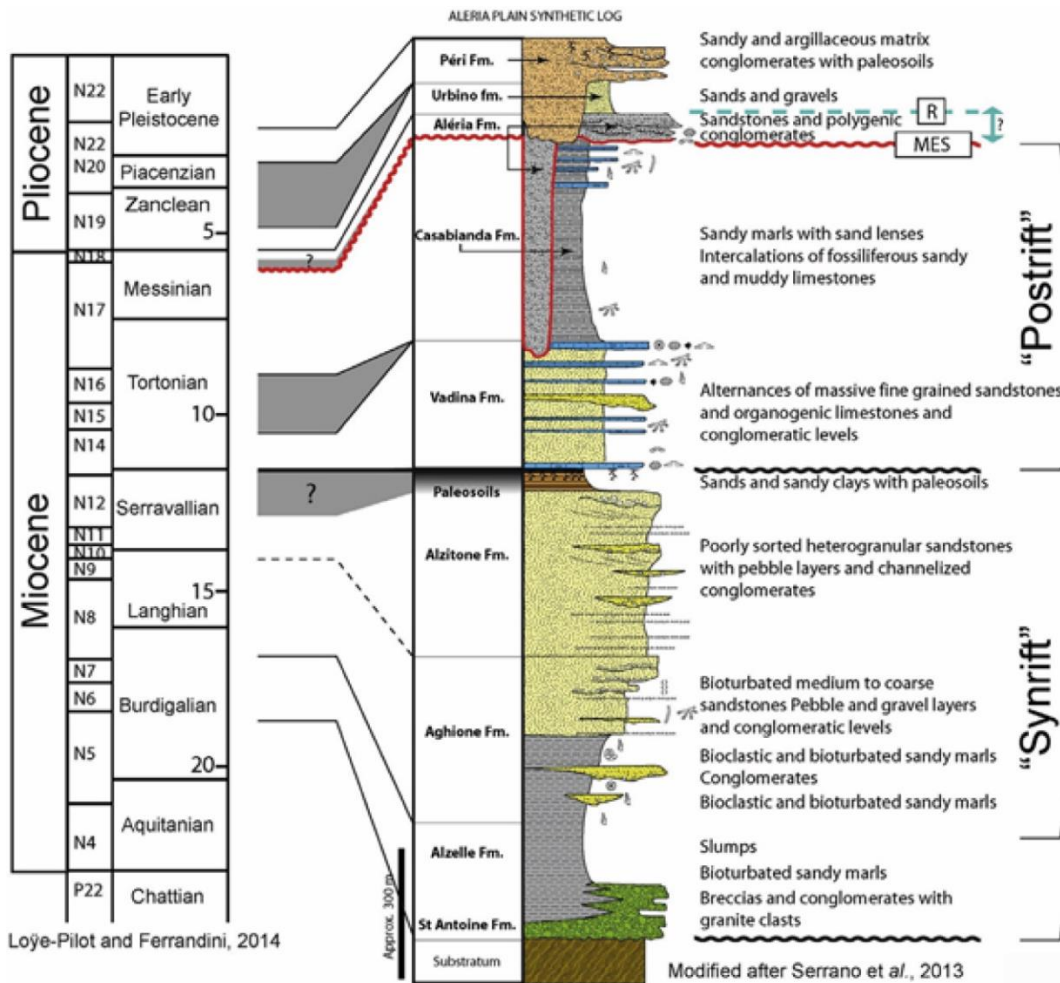 ALERIA PLAIN SYNTHETIC LOG
Pliocene
Miocene
N22
N22
N20
N19
N18
N17
N16
N15
N14
N12
N11
N10
N9
N8
N7
N6
N5
N4
P22
Early
Pleistocene
Piacenzian
Zanclean
5
Messinian
Tortonian
10
Serravallian
15
Langhian
Burdigalian
20
Aquitanian
Chattian
?
?
Péri Fm.
Urbino fm.
Aléria Fm.
Casabianda Fm.
Vadina Fm.
Paleosoils
Alzitone Fm.
Aghione Fm.
Alzelle Fm.
St Antoine Fm.
Substratum
Approx. 300 m
Sandy and argillaceous matrix
conglomerates with paleosoils
Sands and gravels
R
?
Sandstones and polygenic
conglomerates
MES
Sandy marls with sand lenses
Intercalations of fossiliferous sandy
and muddy limestones
Alternances of massive fine grained sandstones
and organogenic limestones and
conglomeratic levels
Sands and sandy clays with paleosoils
Poorly sorted heterogranular sandstones
with pebble layers and channelized
conglomerates
Bioturbated medium to coarse
sandstones Pebble and gravel layers
and conglomeratic levels
Bioclastic and bioturbated sandy marls
Conglomerates
Bioclastic and bioturbated sandy marls
Slumps
Bioturbated sandy marls
Breccias and conglomerates with
granite clasts
"Postrift"
"Synrift"
Loÿe-Pilot and Ferrandini, 2014
Modified after Serrano et al., 2013